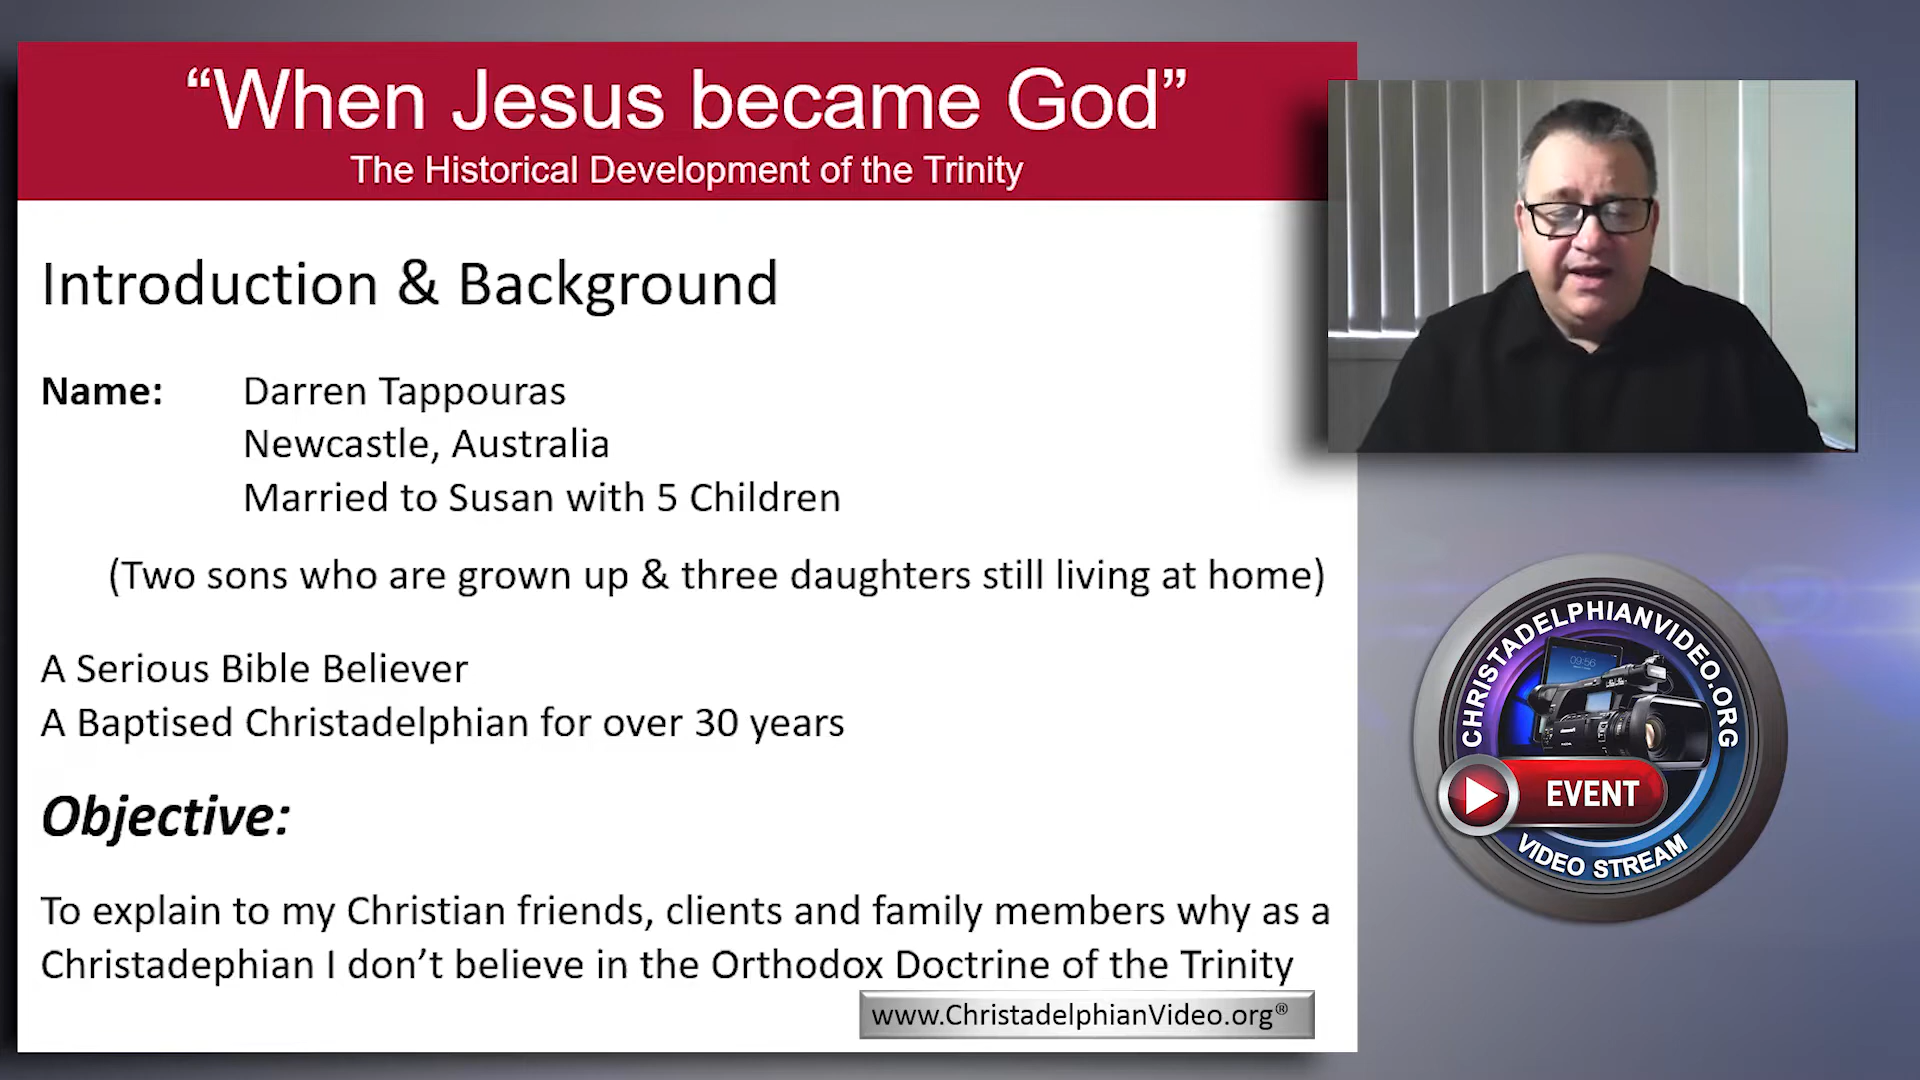 “When Jesus became God”
The Historical Development of the Trinity
Introduction & Background
Name: Darren Tappouras
Newcastle, Australia
Married to Susan with 5 Children
(Two sons who are grown up & three daughters still living at home)
A Serious Bible Believer
A Baptised Christadelphian for over 30 years
Objective:
To explain to my Christian friends, clients and family members why as a
Christadephian I don’t believe in the Orthodox Doctrine of the Trinity
www.ChristadelphianVideo.org®
CHRISTADELPHIANVIDEO.ORG
09:56
EVENT
VIDEO STREAM